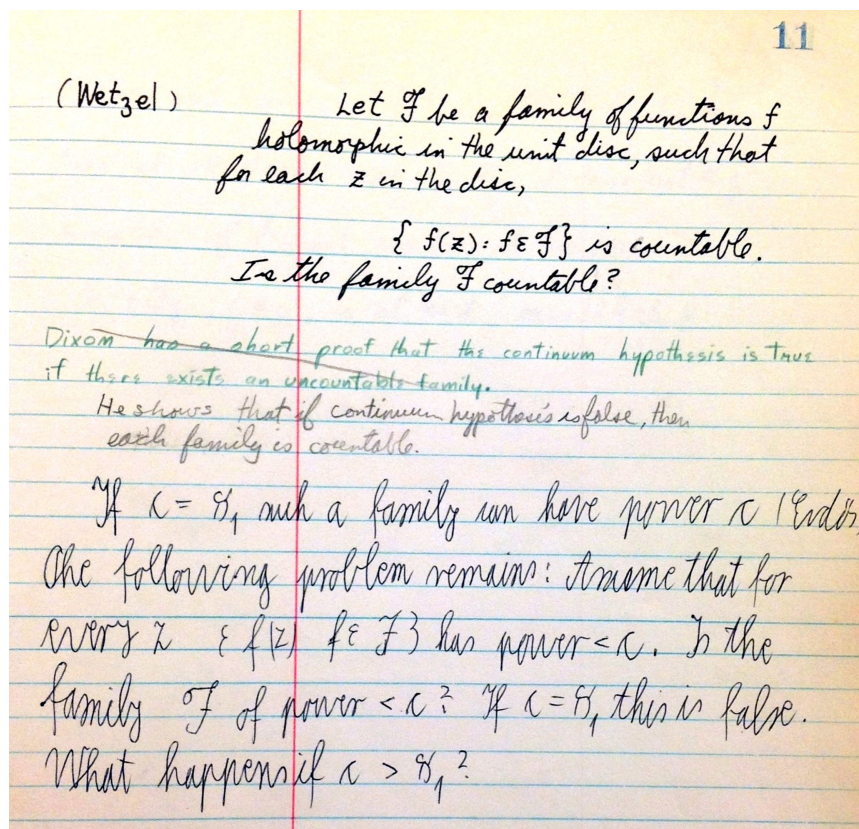 11
(Wetzel)
Let ℱ be a family of functions f
holomorphic in the unit disc, such that
for each z in the disc,
{ f(z) : f ε ℱ } is countable.
Is the family ℱ countable?
Dixon has a short proof that the continuum hypothesis is true
if there exists an uncountable family.
He shows that if continuum hypothesis is false, then
each family is countable.
If c = ℵ₁ such a family can have power c (Erdős,
The following problem remains: Assume that for
every z { f(z) f ε ℱ } has power < c. Is the
family ℱ of power < c? If c = ℵ₁ this is false.
What happens if c > ℵ₁?